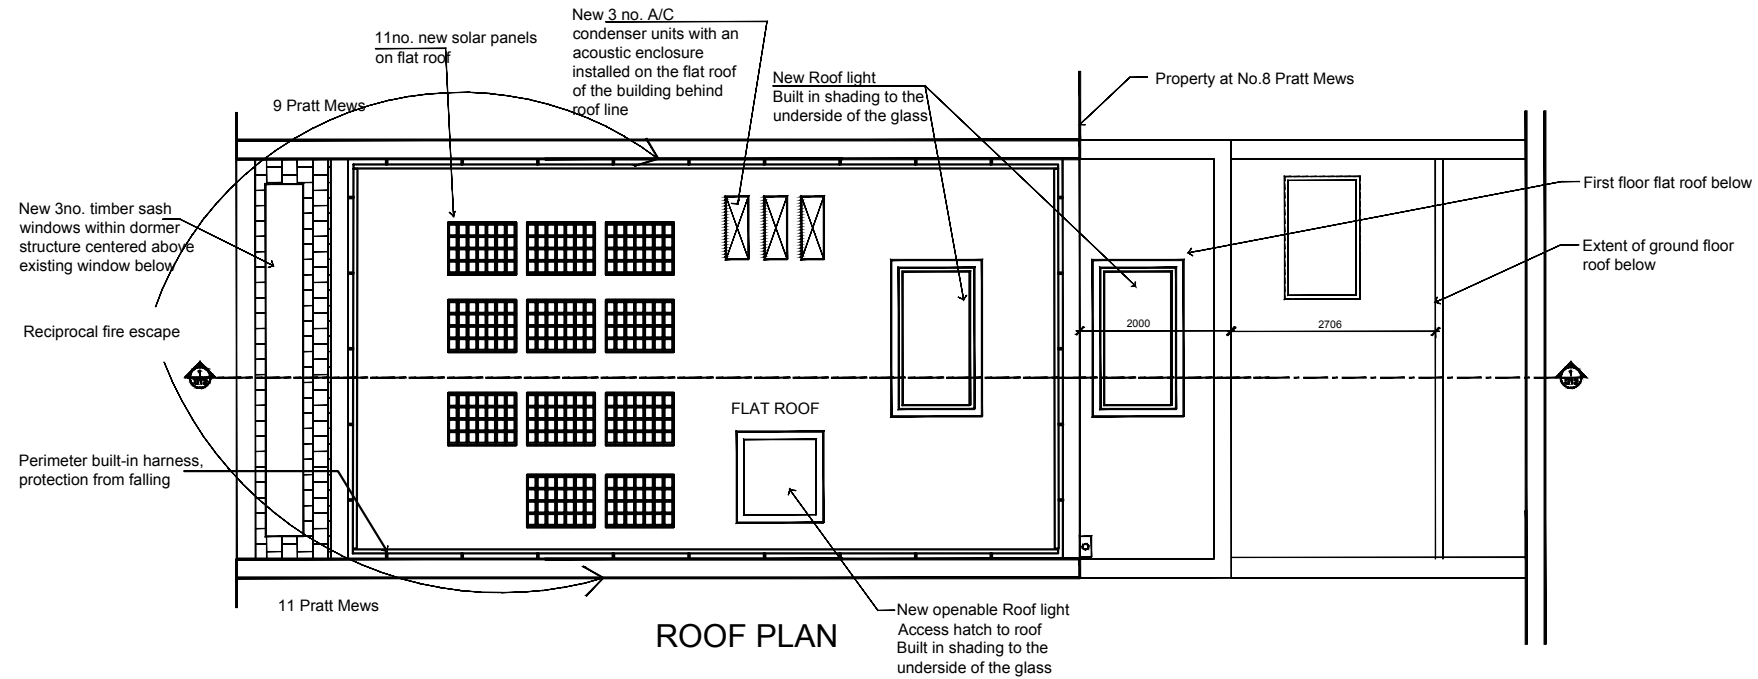 New 3 no. A/C
condenser units with an
acoustic enclosure
installed on the flat roof
of the building behind
roof line
11no. new solar panels
on flat roof
New Roof light
Built in shading to the
underside of the glass
Property at No.8 Pratt Mews
9 Pratt Mews
First floor flat roof below
New 3no. timber sash
windows within dormer
structure centered above
existing window below
Extent of ground floor
roof below
Reciprocal fire escape
2000
2706
1
1
FLAT ROOF
Perimeter built-in harness,
protection from falling
11 Pratt Mews
New openable Roof light
Access hatch to roof
Built in shading to the
underside of the glass
ROOF PLAN